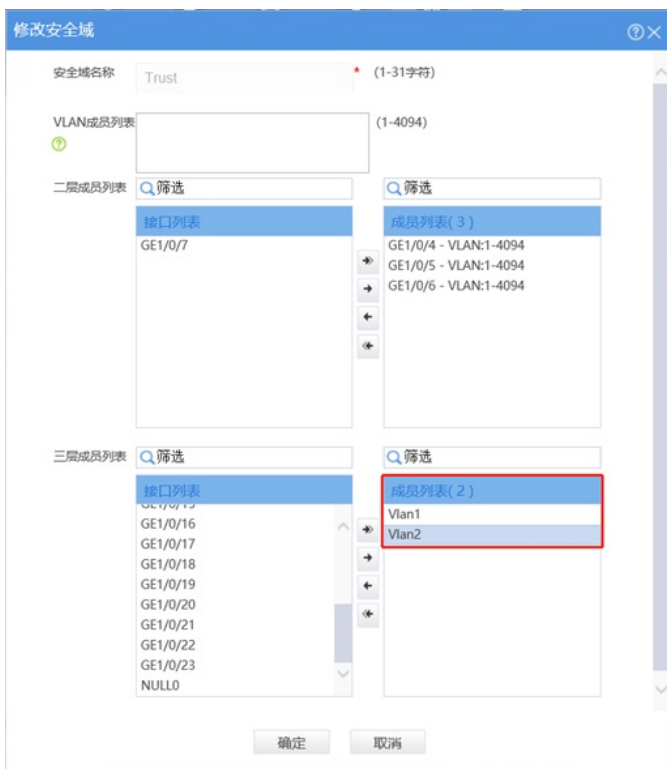 修改安全域
安全域名称 Trust * (1-31字符)
VLAN成员列表 (1-4094)
二层成员列表 筛选 筛选
接口列表 成员列表(3)
GE1/0/7 GE1/0/4 - VLAN:1-4094
GE1/0/5 - VLAN:1-4094
GE1/0/6 - VLAN:1-4094
三层成员列表 筛选 筛选
接口列表 成员列表(2)
GE1/0/15 Vlan1
GE1/0/16 Vlan2
GE1/0/17
GE1/0/18
GE1/0/19
GE1/0/20
GE1/0/21
GE1/0/22
GE1/0/23
NULL0
确定 取消